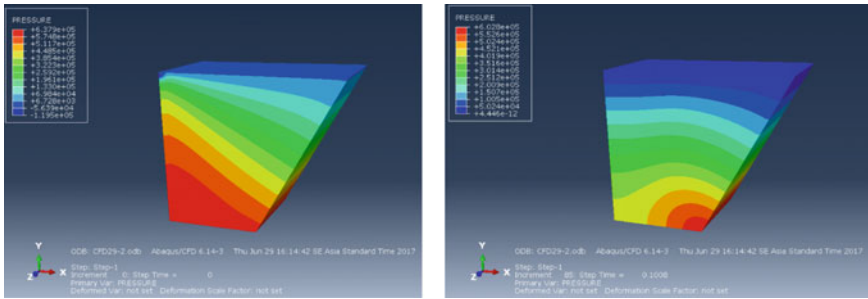 PRESSURE
+6.379e+05
+5.748e+05
+5.117e+05
+4.485e+05
+3.854e+05
+3.223e+05
+2.592e+05
+1.961e+05
+1.330e+05
+6.984e+04
+6.728e+03
-5.639e+04
-1.195e+05
Y
Z
X
ODB: CFD29-2.odb Abaqus/CFD 6.14-3 Thu Jun 29 16:14:42 SE Asia Standard Time 2017
Step: Step-1
Increment 0: Step Time = 0
Primary Var: PRESSURE
Deformed Var: not set Deformation Scale Factor: not set
PRESSURE
+6.028e+05
+5.526e+05
+5.024e+05
+4.521e+05
+4.019e+05
+3.516e+05
+3.014e+05
+2.512e+05
+2.009e+05
+1.507e+05
+1.005e+05
+5.024e+04
+4.446e-12
Y
Z
X
ODB: CFD29-2.odb Abaqus/CFD 6.14-3 Thu Jun 29 16:14:42 SE Asia Standard Time 2017
Step: Step-1
Increment 85: Step Time = 0.1008
Primary Var: PRESSURE
Deformed Var: not set Deformation Scale Factor: not set